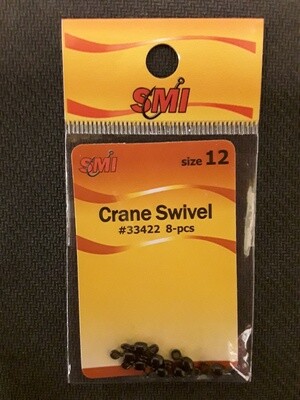 SMI
SMI size 12
Crane Swivel
#33422 8-pcs